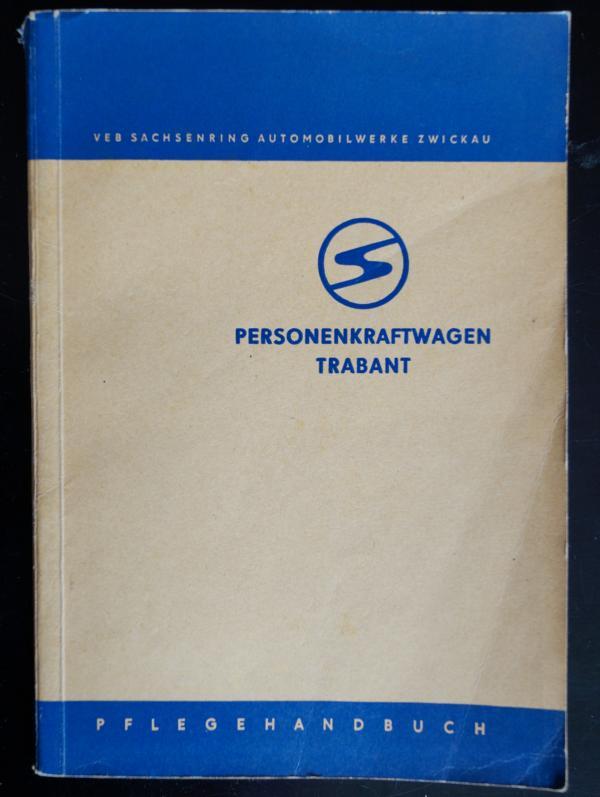 VEB SACHSENRING AUTOMOBILWERKE ZWICKAU
PERSONENKRAFTWAGEN
TRABANT
PFLEGEHANDBUCH